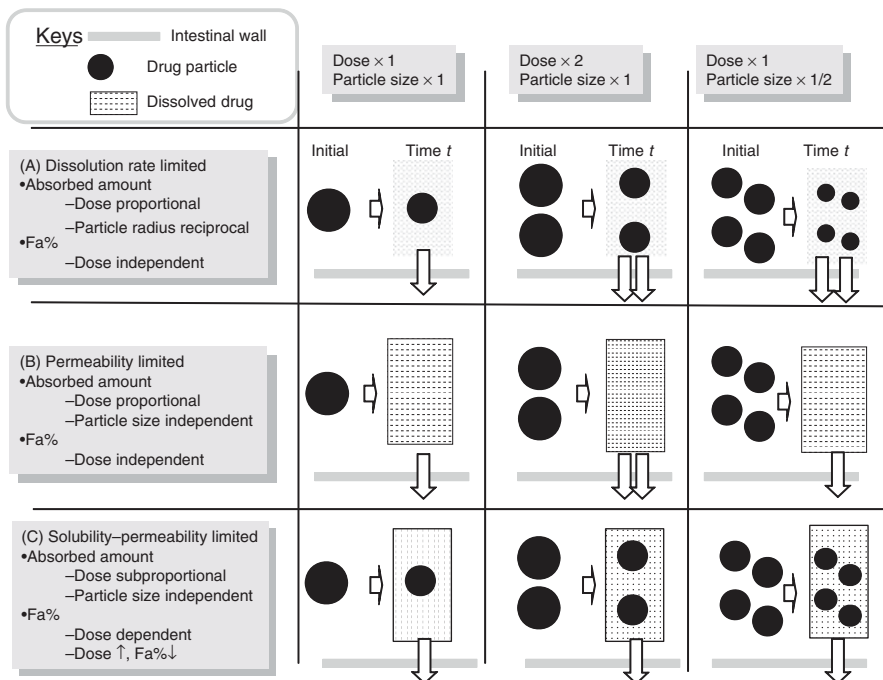 Keys
Intestinal wall
Drug particle
Dissolved drug
Dose × 1
Particle size × 1
Dose × 2
Particle size × 1
Dose × 1
Particle size × 1/2
(A) Dissolution rate limited
•Absorbed amount
–Dose proportional
–Particle radius reciprocal
•Fa%
–Dose independent
Initial
Time t
Initial
Time t
Initial
Time t
(B) Permeability limited
•Absorbed amount
–Dose proportional
–Particle size independent
•Fa%
–Dose independent
(C) Solubility–permeability limited
•Absorbed amount
–Dose subproportional
–Particle size independent
•Fa%
–Dose dependent
–Dose ↑, Fa%↓